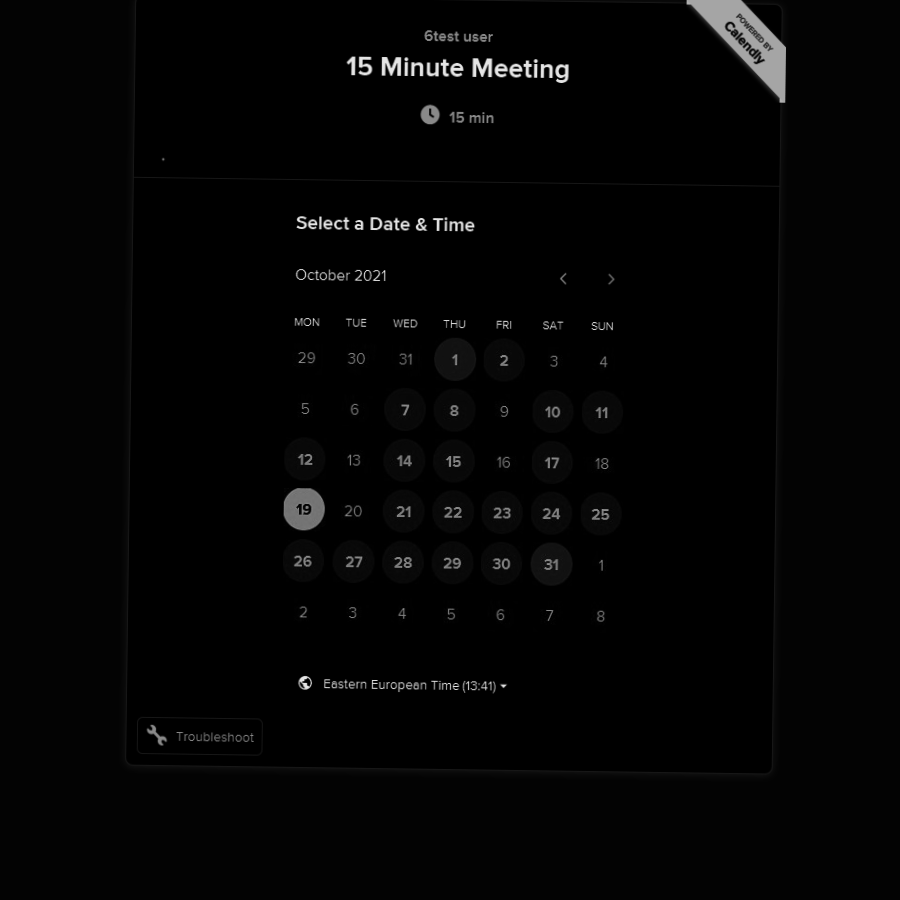 POWERED BY
Calendly
6test user
15 Minute Meeting
15 min
Select a Date & Time
October 2021
MON TUE WED THU FRI SAT SUN
29 30 31 1 2 3 4
5 6 7 8 9 10 11
12 13 14 15 16 17 18
19 20 21 22 23 24 25
26 27 28 29 30 31 1
2 3 4 5 6 7 8
Eastern European Time (13:41)
Troubleshoot